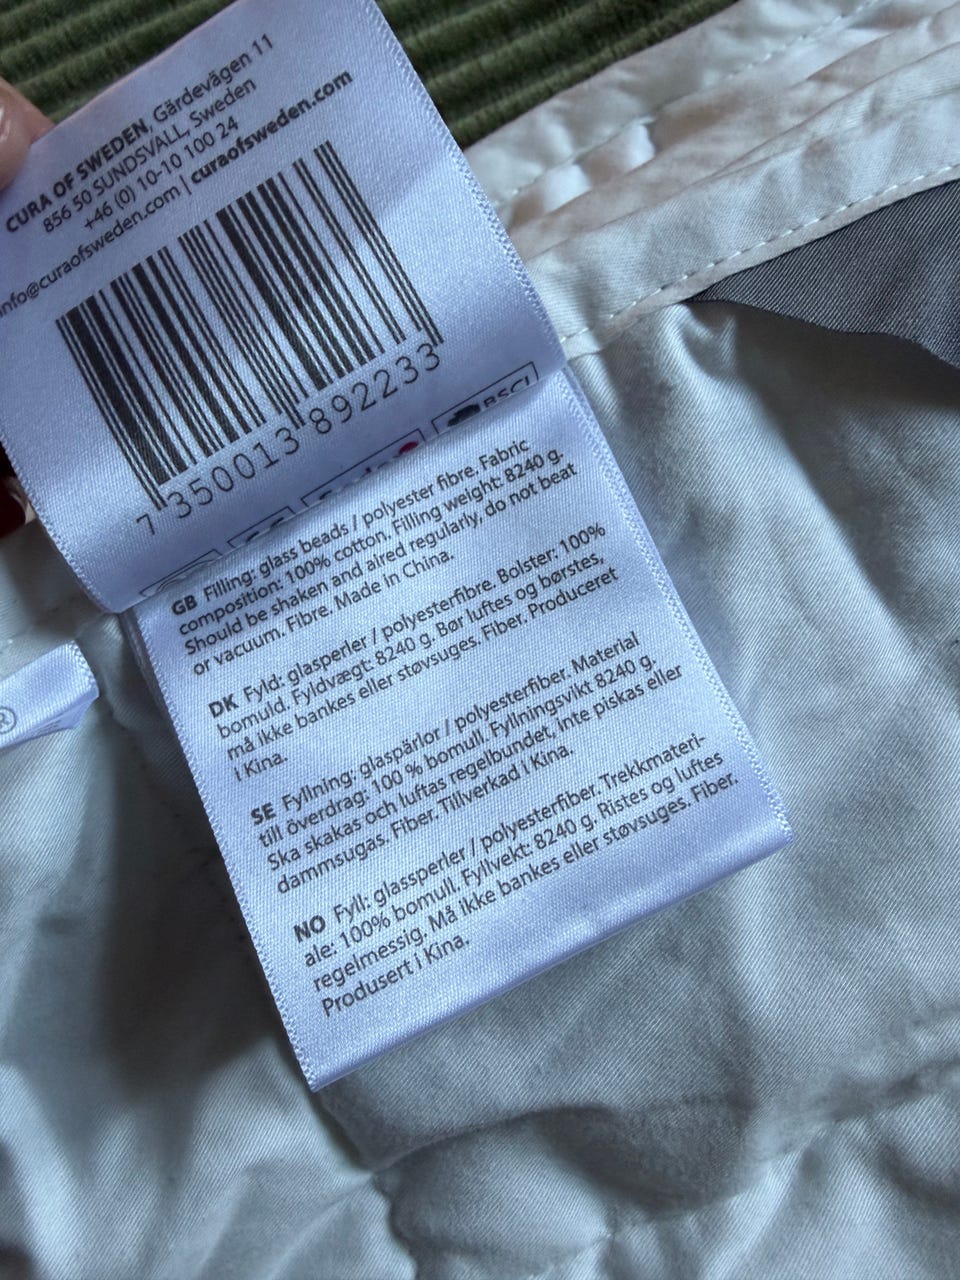 CURA OF SWEDEN, Gärdevägen 11
856 50 SUNDSVALL, Sweden
+46 (0) 10-10 100 24
info@curaofsweden.com | curaofsweden.com
7 350013 892233
BSCI
GB Filling: glass beads / polyester fibre. Fabric
composition: 100% cotton. Filling weight: 8240 g.
Should be shaken and aired regularly, do not beat
or vacuum. Fibre. Made in China.
DK Fyld: glasperler / polyesterfibre. Bolster: 100%
bomuld. Fyldvægt: 8240 g. Bør luftes og børstes,
må ikke bankes eller støvsuges. Fiber. Produceret
i Kina.
SE Fyllning: glaspärlor / polyesterfiber. Material
till överdrag: 100 % bomull. Fyllningsvikt 8240 g.
Ska skakas och luftas regelbundet, inte piskas eller
dammsugas. Fiber. Tillverkad i Kina.
NO Fyll: glassperler / polyesterfiber. Trekkmateri-
ale: 100% bomull. Fyllvekt: 8240 g. Ristes og luftes
regelmessig. Må ikke bankes eller støvsuges. Fiber.
Produsert i Kina.
®